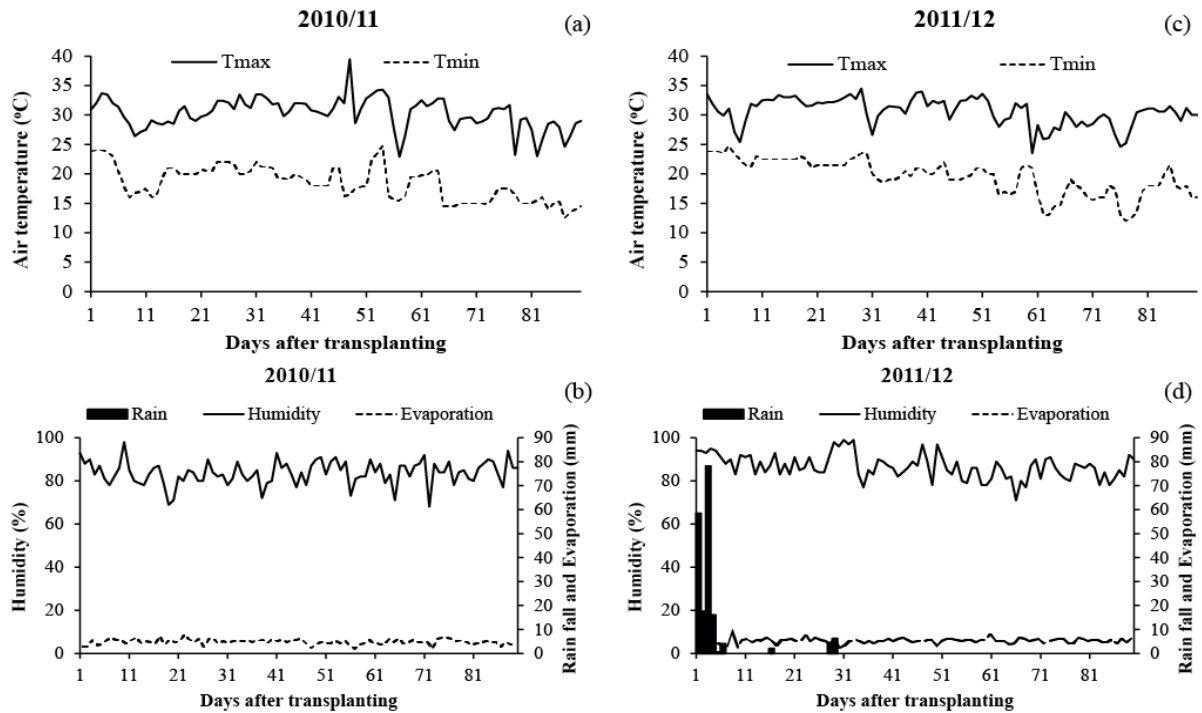 2010/11
(a)
Tmax Tmin
Air temperature (ºC)
40
35
30
25
20
15
10
5
0
1 11 21 31 41 51 61 71 81
Days after transplanting
2011/12
(c)
Tmax Tmin
Air temperature (ºC)
40
35
30
25
20
15
10
5
0
1 11 21 31 41 51 61 71 81
Days after transplanting
2010/11
(b)
Rain Humidity Evaporation
Humidity (%)
100
80
60
40
20
0
90
80
70
60
50
40
30
20
10
0
Rain fall and Evaporation (mm)
1 11 21 31 41 51 61 71 81
Days after transplanting
2011/12
(d)
Rain Humidity Evaporation
Humidity (%)
100
80
60
40
20
0
90
80
70
60
50
40
30
20
10
0
Rain fall and Evaporation (mm)
1 11 21 31 41 51 61 71 81
Days after transplanting